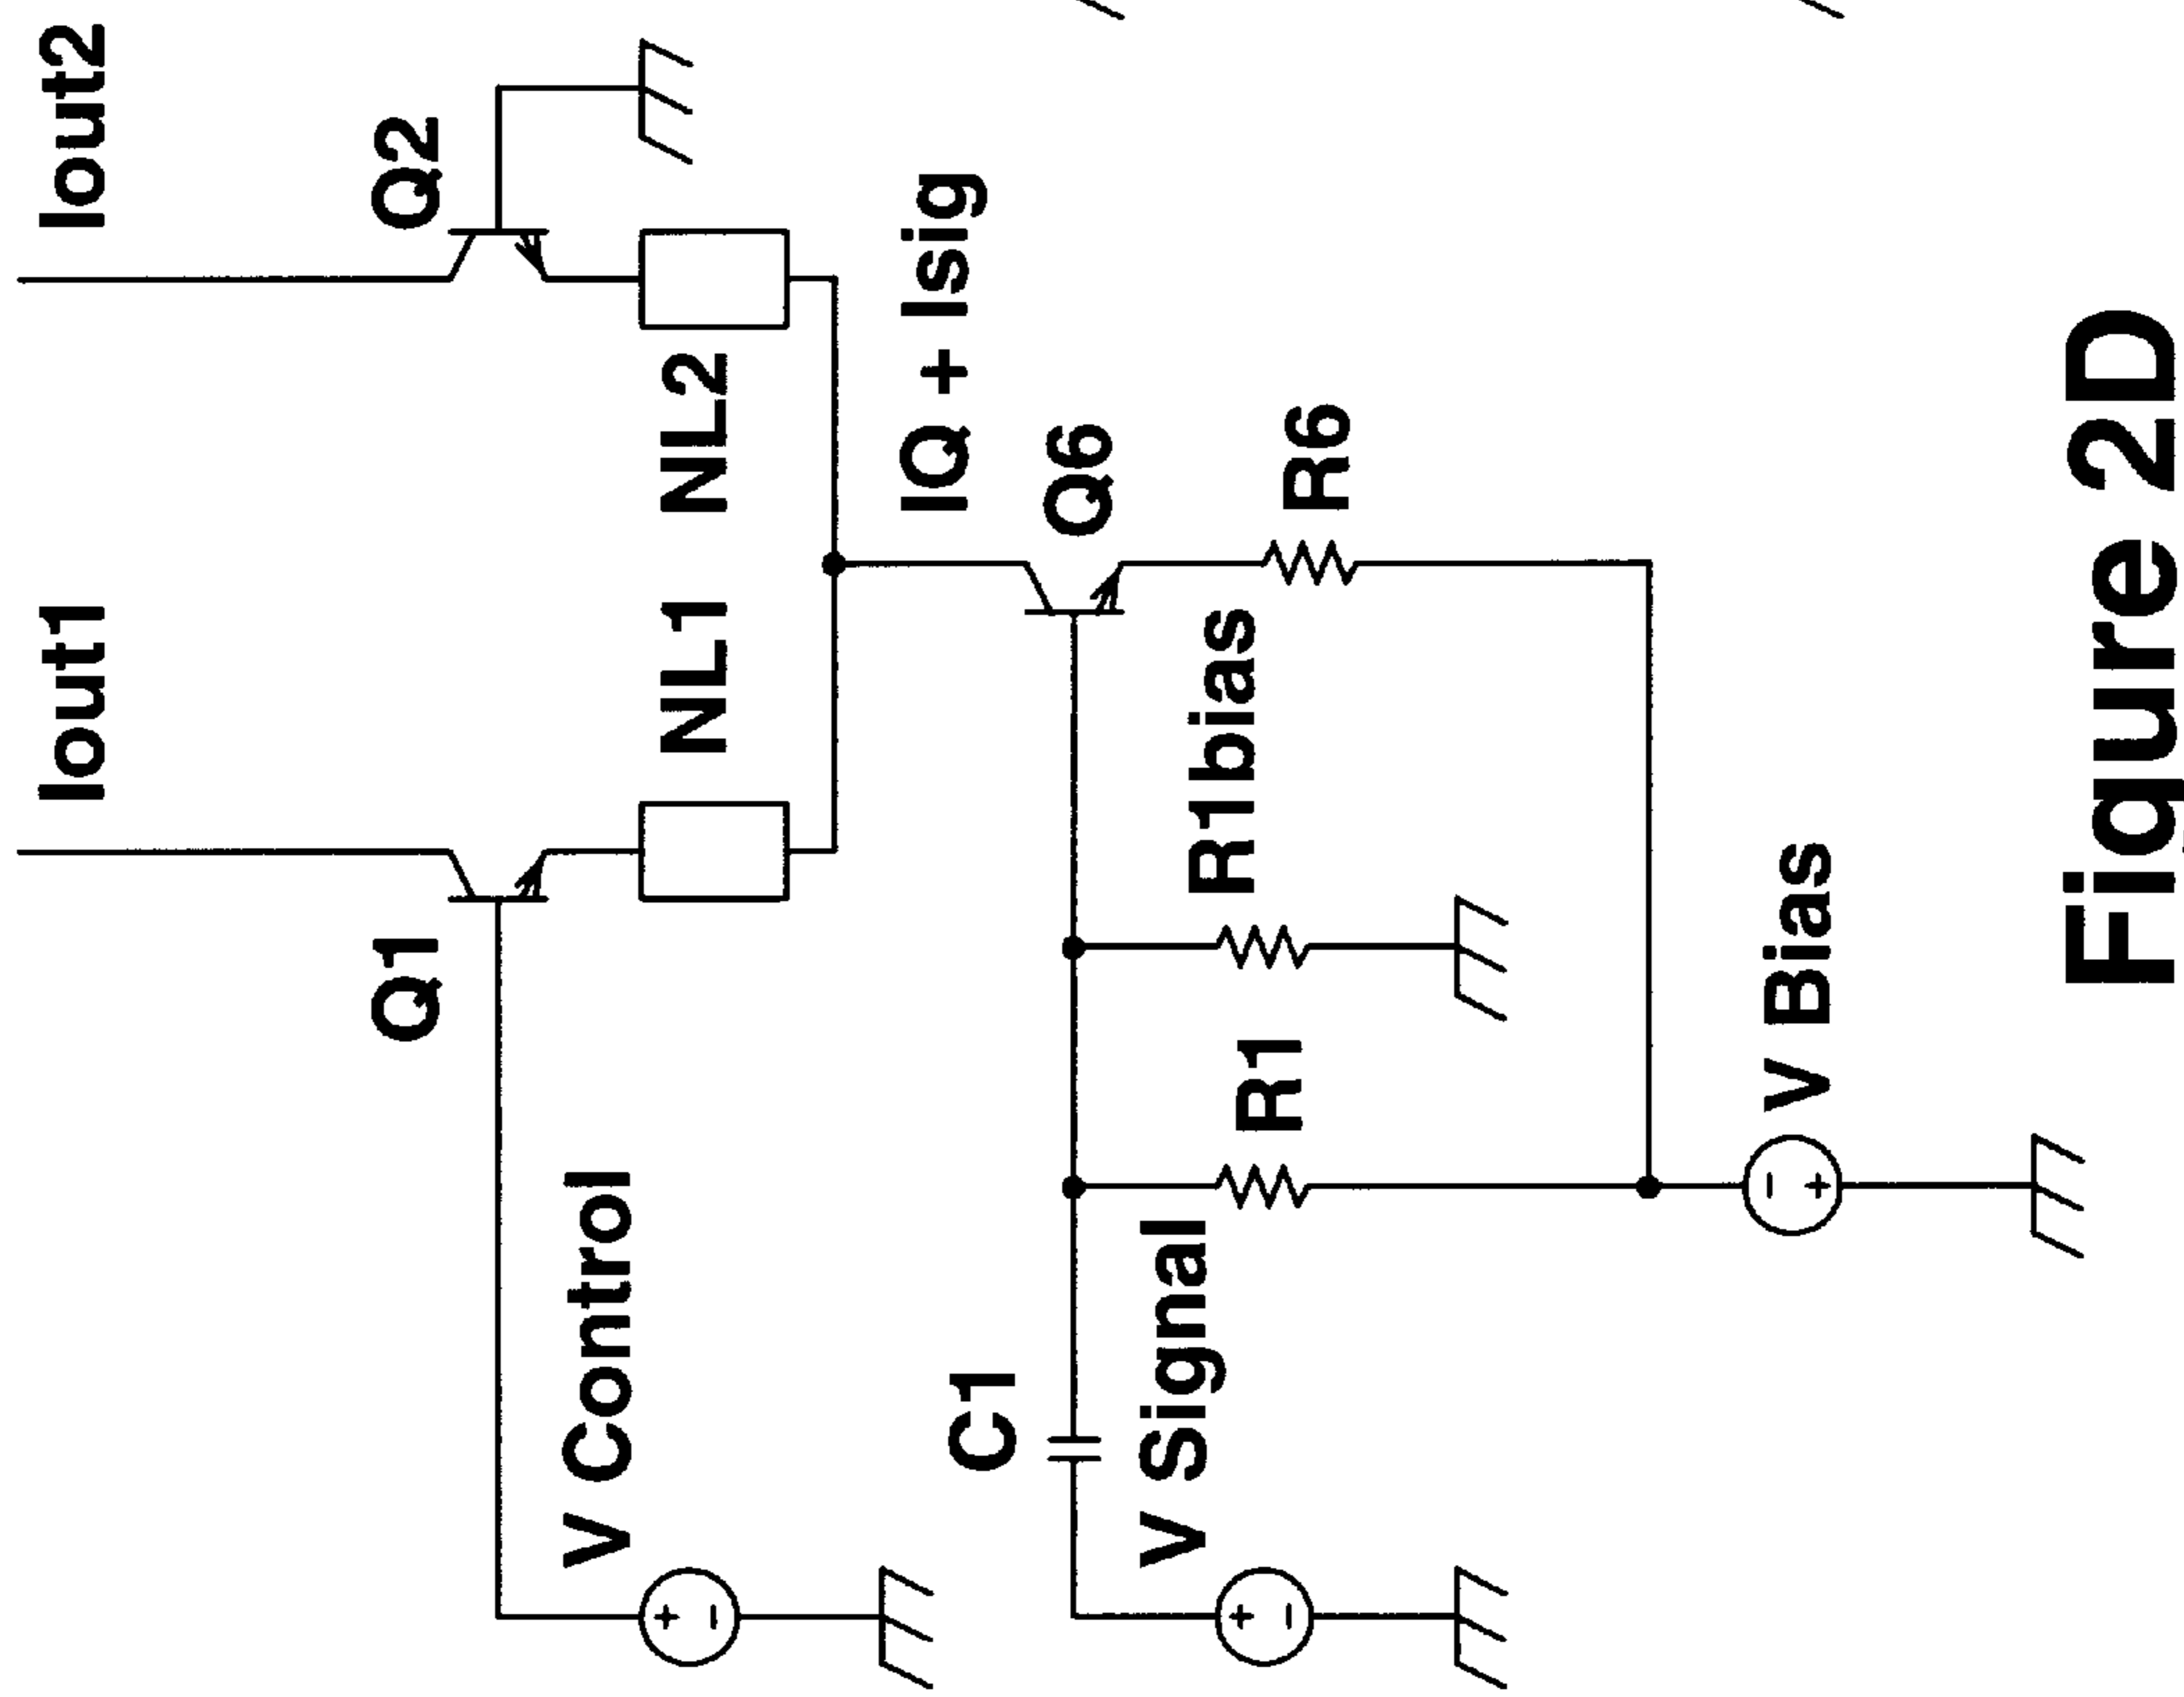 Iout1
Iout2
Q1
Q2
V Control
NL1
NL2
IQ + Isig
C1
Q6
V Signal
R1
R1bias
R6
V Bias
Figure 2D